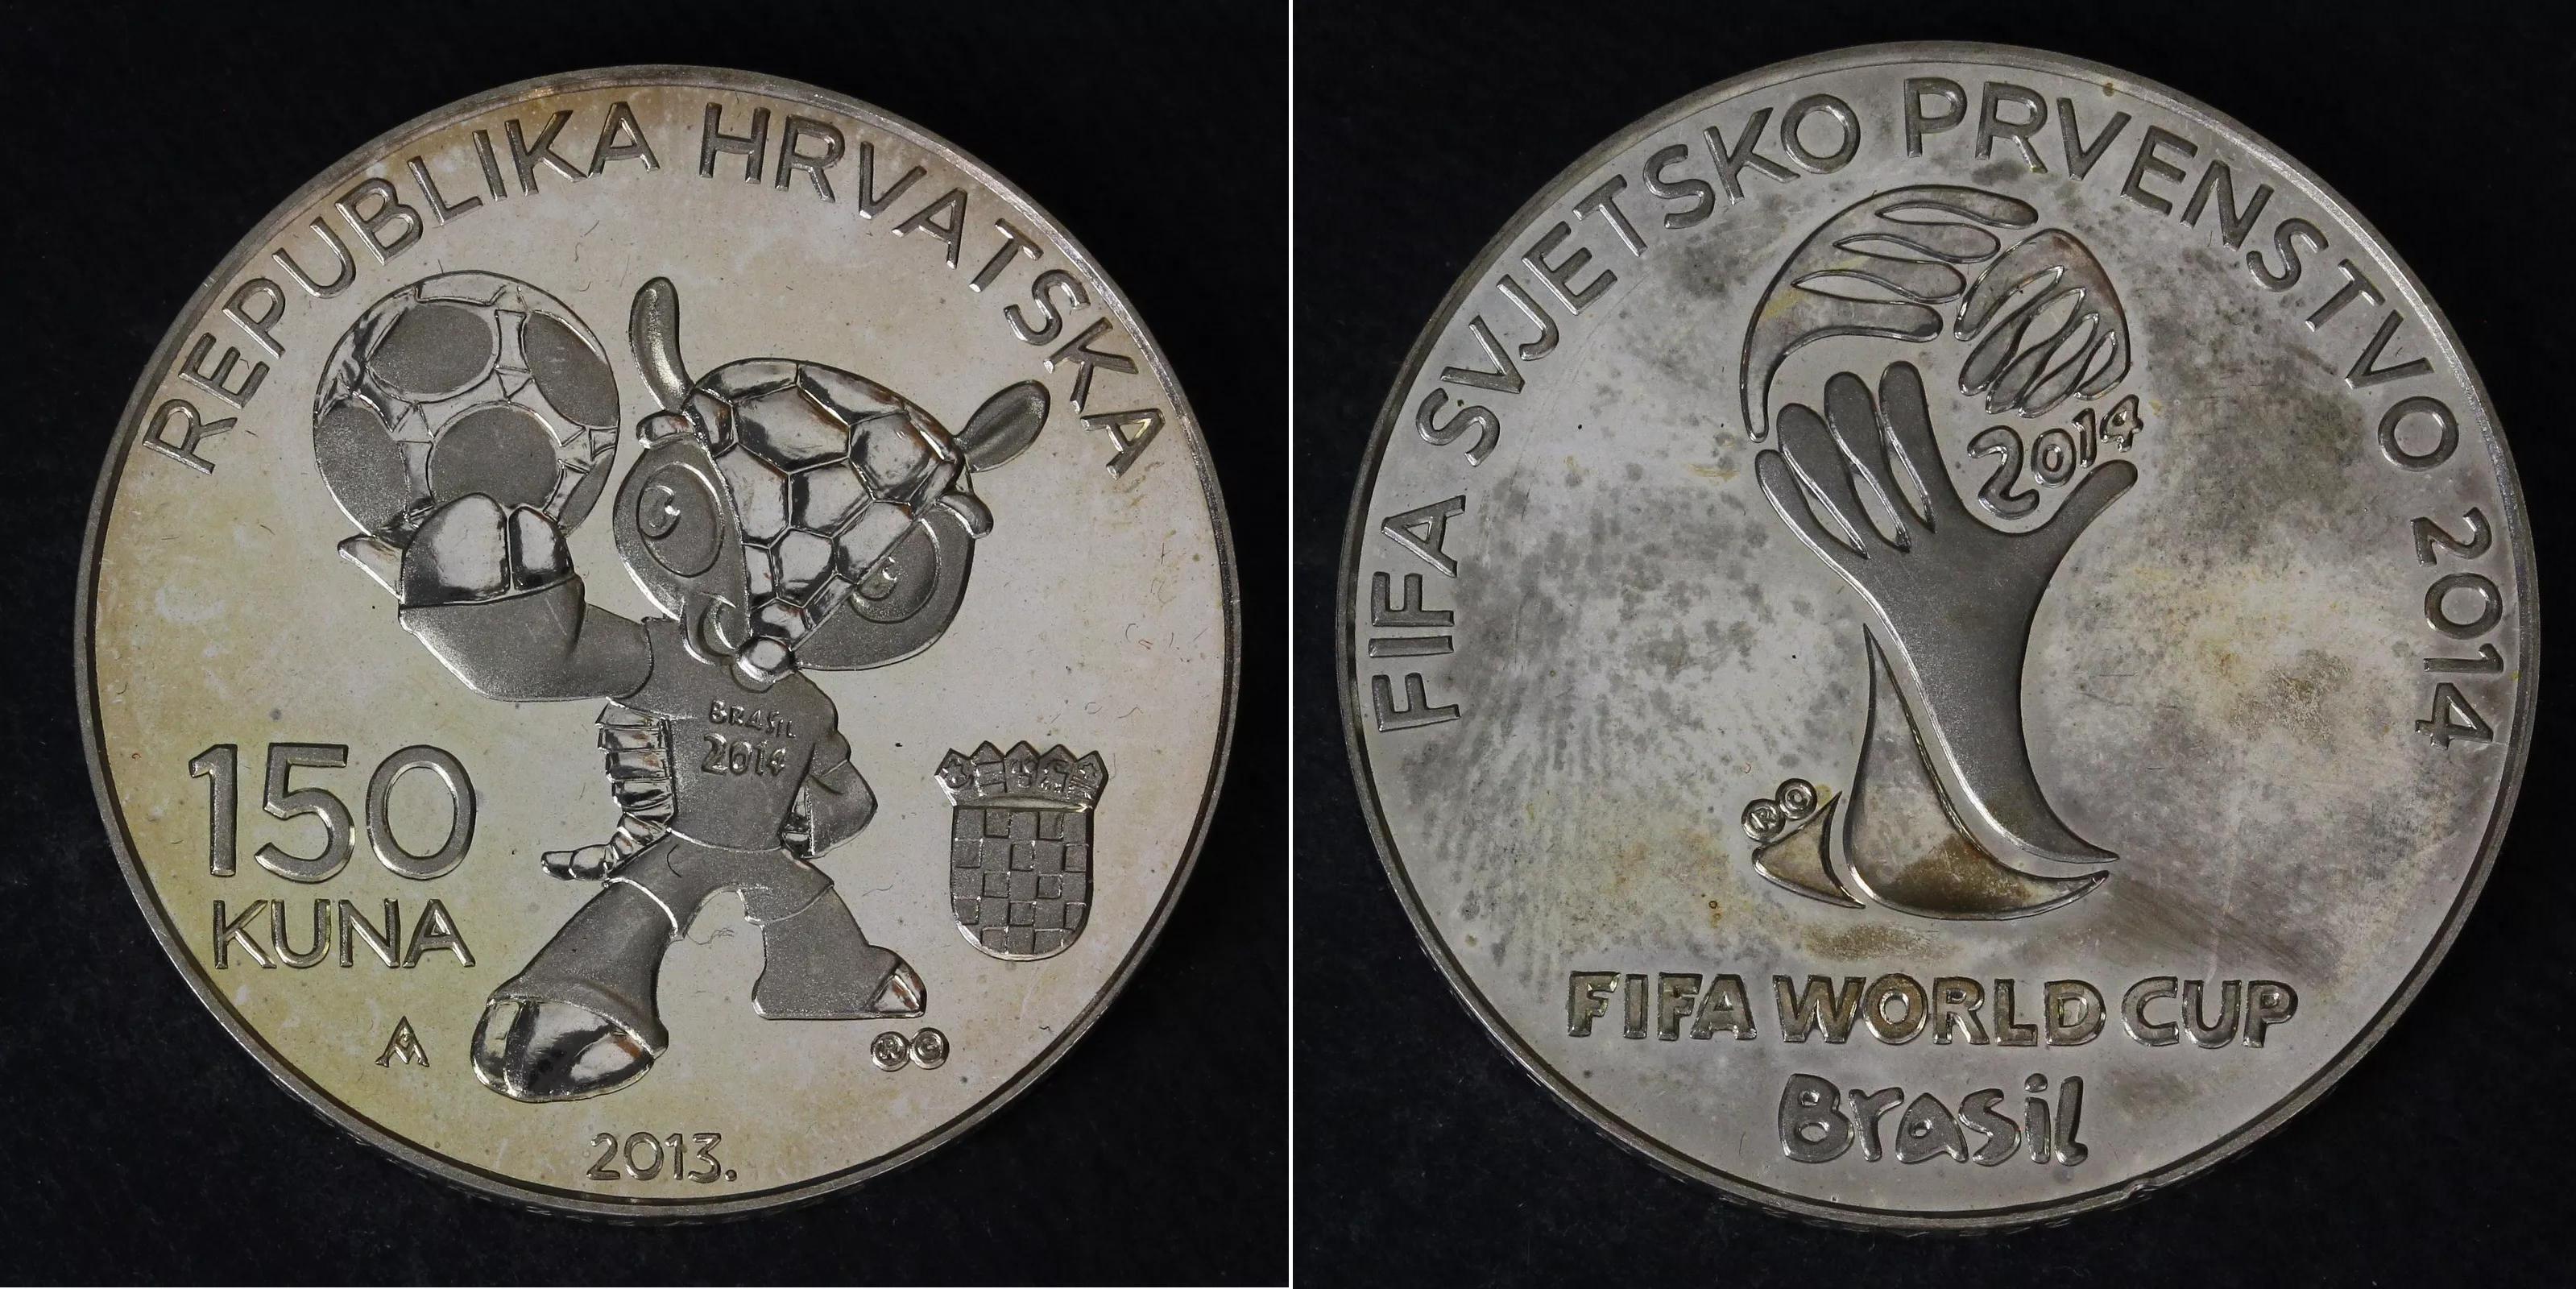 REPUBLIKA HRVATSKA
BRASIL
2014
150
KUNA
2013.
FIFA SVJETSKO PRVENSTVO 2014
2014
FIFA WORLD CUP
Brasil